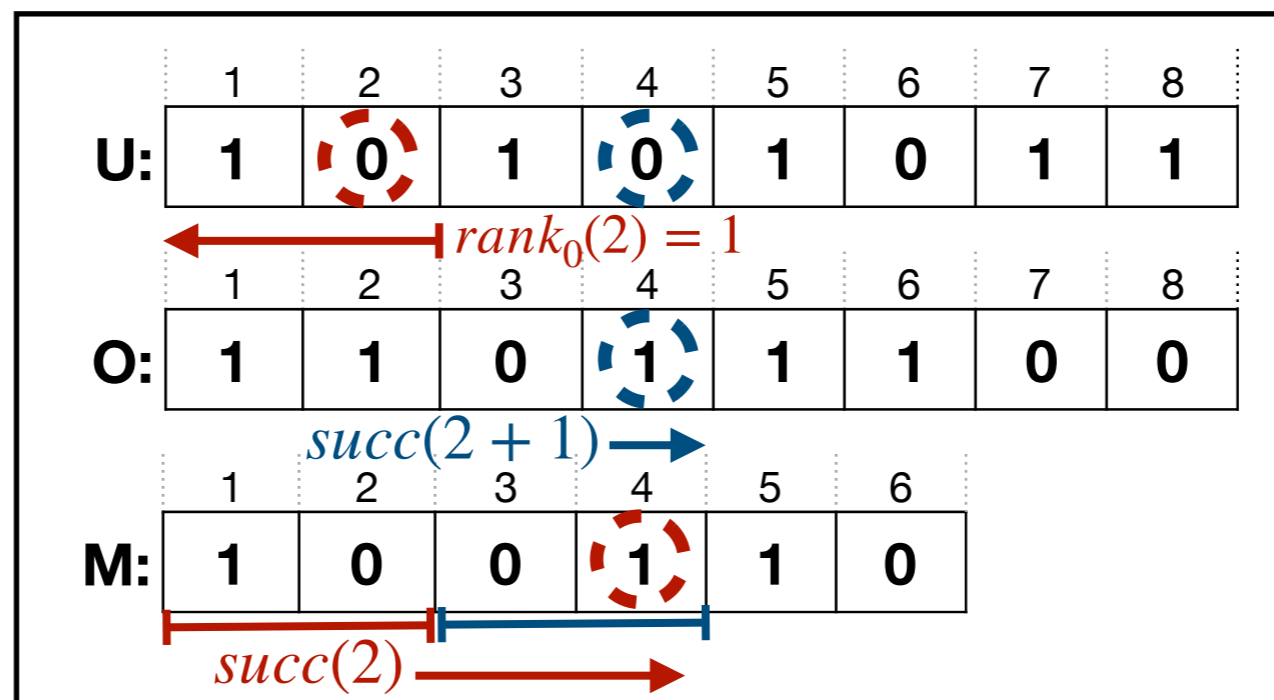 1 2 3 4 5 6 7 8
U: 1 0 1 0 1 0 1 1
rank₀(2) = 1
1 2 3 4 5 6 7 8
O: 1 1 0 1 1 1 0 0
succ(2 + 1)
1 2 3 4 5 6
M: 1 0 0 1 1 0
succ(2)